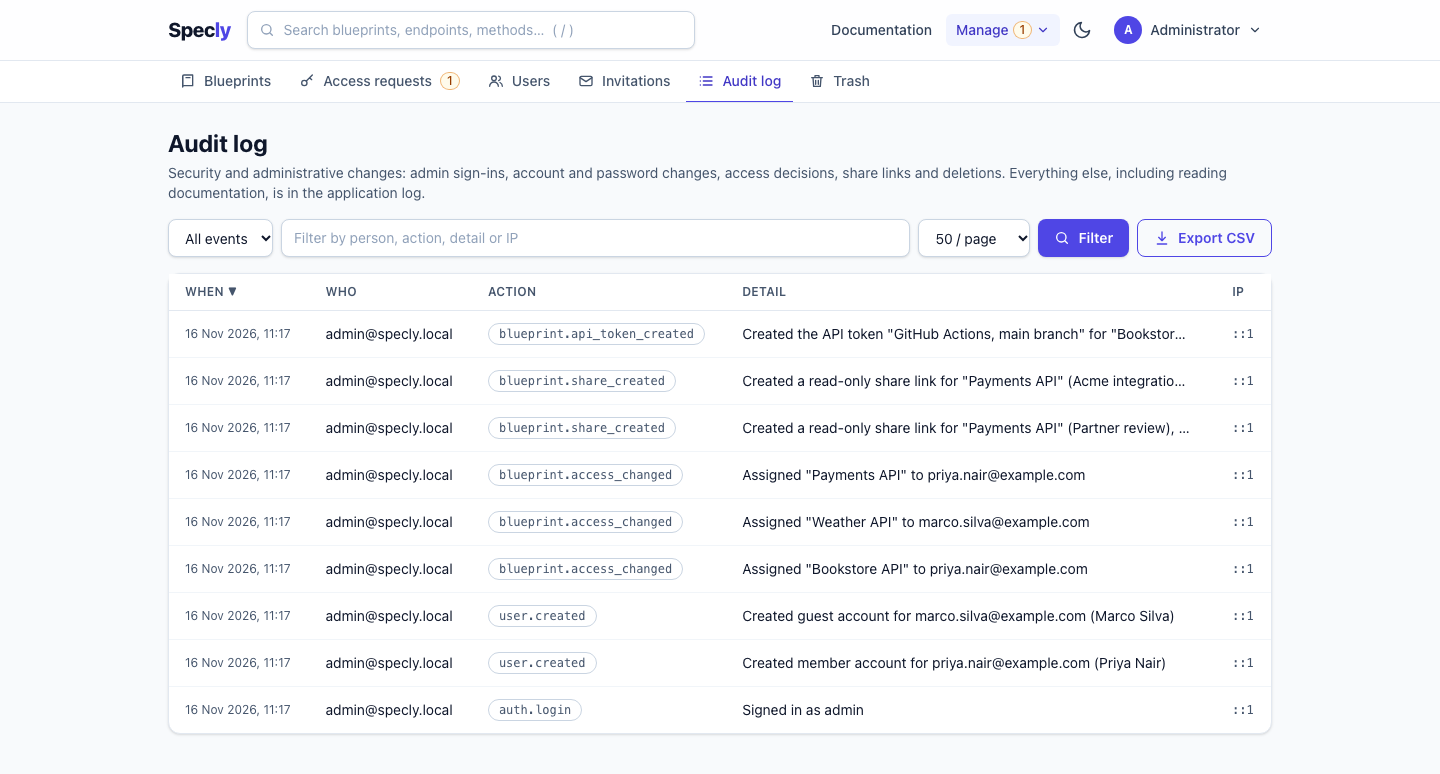 Specly
Search blueprints, endpoints, methods... ( / )
Documentation
Manage 1
A Administrator
Blueprints
Access requests 1
Users
Invitations
Audit log
Trash
Audit log
Security and administrative changes: admin sign-ins, account and password changes, access decisions, share links and deletions. Everything else, including reading
documentation, is in the application log.
All events
Filter by person, action, detail or IP
50 / page
Filter
Export CSV
WHEN ▼ WHO ACTION DETAIL IP
16 Nov 2026, 11:17 admin@specly.local blueprint.api_token_created Created the API token "GitHub Actions, main branch" for "Bookstor... ::1
16 Nov 2026, 11:17 admin@specly.local blueprint.share_created Created a read-only share link for "Payments API" (Acme integratio... ::1
16 Nov 2026, 11:17 admin@specly.local blueprint.share_created Created a read-only share link for "Payments API" (Partner review), ... ::1
16 Nov 2026, 11:17 admin@specly.local blueprint.access_changed Assigned "Payments API" to priya.nair@example.com ::1
16 Nov 2026, 11:17 admin@specly.local blueprint.access_changed Assigned "Weather API" to marco.silva@example.com ::1
16 Nov 2026, 11:17 admin@specly.local blueprint.access_changed Assigned "Bookstore API" to priya.nair@example.com ::1
16 Nov 2026, 11:17 admin@specly.local user.created Created guest account for marco.silva@example.com (Marco Silva) ::1
16 Nov 2026, 11:17 admin@specly.local user.created Created member account for priya.nair@example.com (Priya Nair) ::1
16 Nov 2026, 11:17 admin@specly.local auth.login Signed in as admin ::1